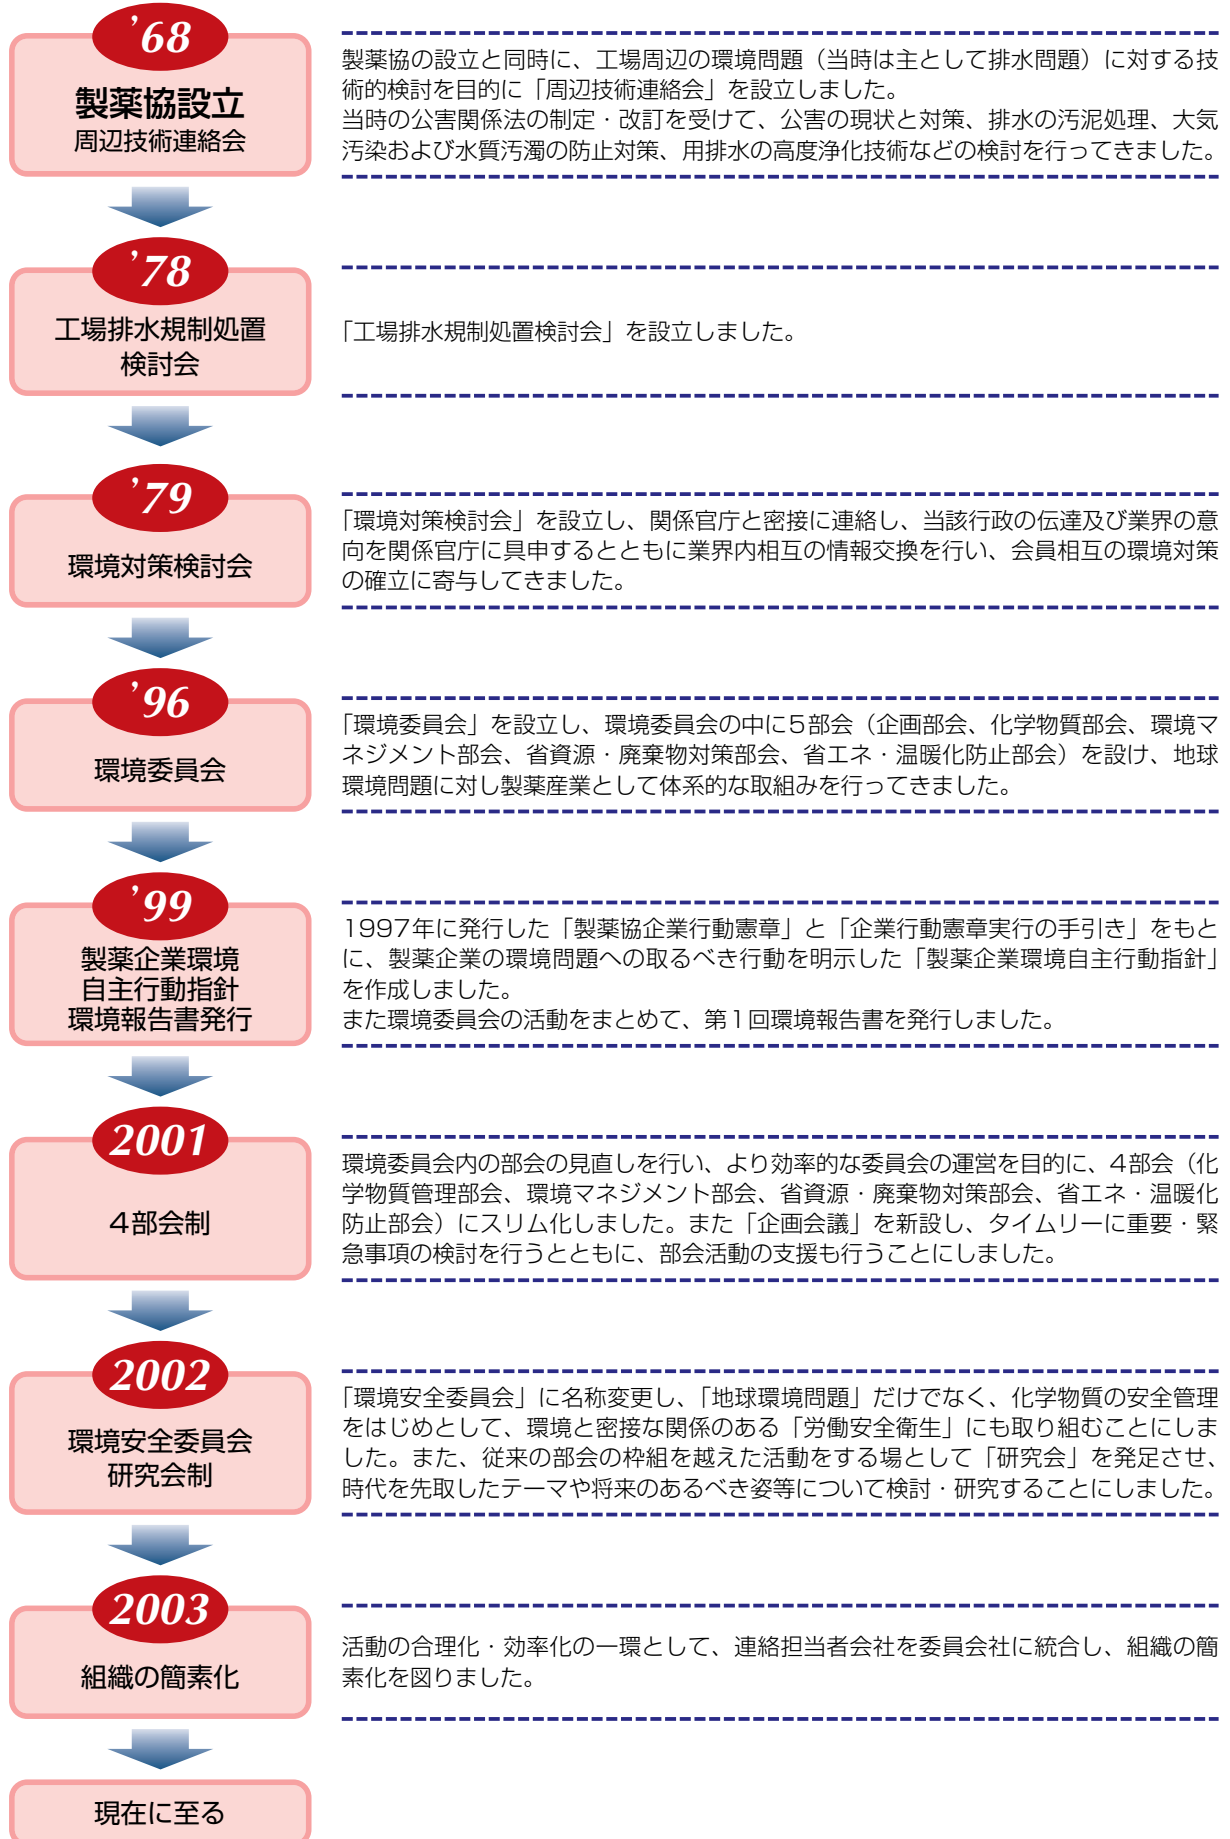 ’68
製薬協設立
周辺技術連絡会
製薬協の設立と同時に、工場周辺の環境問題（当時は主として排水問題）に対する技
術的検討を目的に「周辺技術連絡会」を設立しました。
当時の公害関係法の制定・改訂を受けて、公害の現状と対策、排水の汚泥処理、大気
汚染および水質汚濁の防止対策、用排水の高度浄化技術などの検討を行ってきました。
’78
工場排水規制処置
検討会
「工場排水規制処置検討会」を設立しました。
’79
環境対策検討会
「環境対策検討会」を設立し、関係官庁と密接に連絡し、当該行政の伝達及び業界の意
向を関係官庁に具申するとともに業界内相互の情報交換を行い、会員相互の環境対策
の確立に寄与してきました。
’96
環境委員会
「環境委員会」を設立し、環境委員会の中に５部会（企画部会、化学物質部会、環境マ
ネジメント部会、省資源・廃棄物対策部会、省エネ・温暖化防止部会）を設け、地球
環境問題に対し製薬産業として体系的な取組みを行ってきました。
’99
製薬企業環境
自主行動指針
環境報告書発行
1997年に発行した「製薬協企業行動憲章」と「企業行動憲章実行の手引き」をもと
に、製薬企業の環境問題への取るべき行動を明示した「製薬企業環境自主行動指針」
を作成しました。
また環境委員会の活動をまとめて、第１回環境報告書を発行しました。
2001
４部会制
環境委員会内の部会の見直しを行い、より効率的な委員会の運営を目的に、４部会（化
学物質管理部会、環境マネジメント部会、省資源・廃棄物対策部会、省エネ・温暖化
防止部会）にスリム化しました。また「企画会議」を新設し、タイムリーに重要・緊
急事項の検討を行うとともに、部会活動の支援も行うことにしました。
2002
環境安全委員会
研究会制
「環境安全委員会」に名称変更し、「地球環境問題」だけでなく、化学物質の安全管理
をはじめとして、環境と密接な関係のある「労働安全衛生」にも取り組むことにしま
した。また、従来の部会の枠組を越えた活動をする場として「研究会」を発足させ、
時代を先取したテーマや将来のあるべき姿等について検討・研究することにしました。
2003
組織の簡素化
活動の合理化・効率化の一環として、連絡担当者会社を委員会社に統合し、組織の簡
素化を図りました。
現在に至る